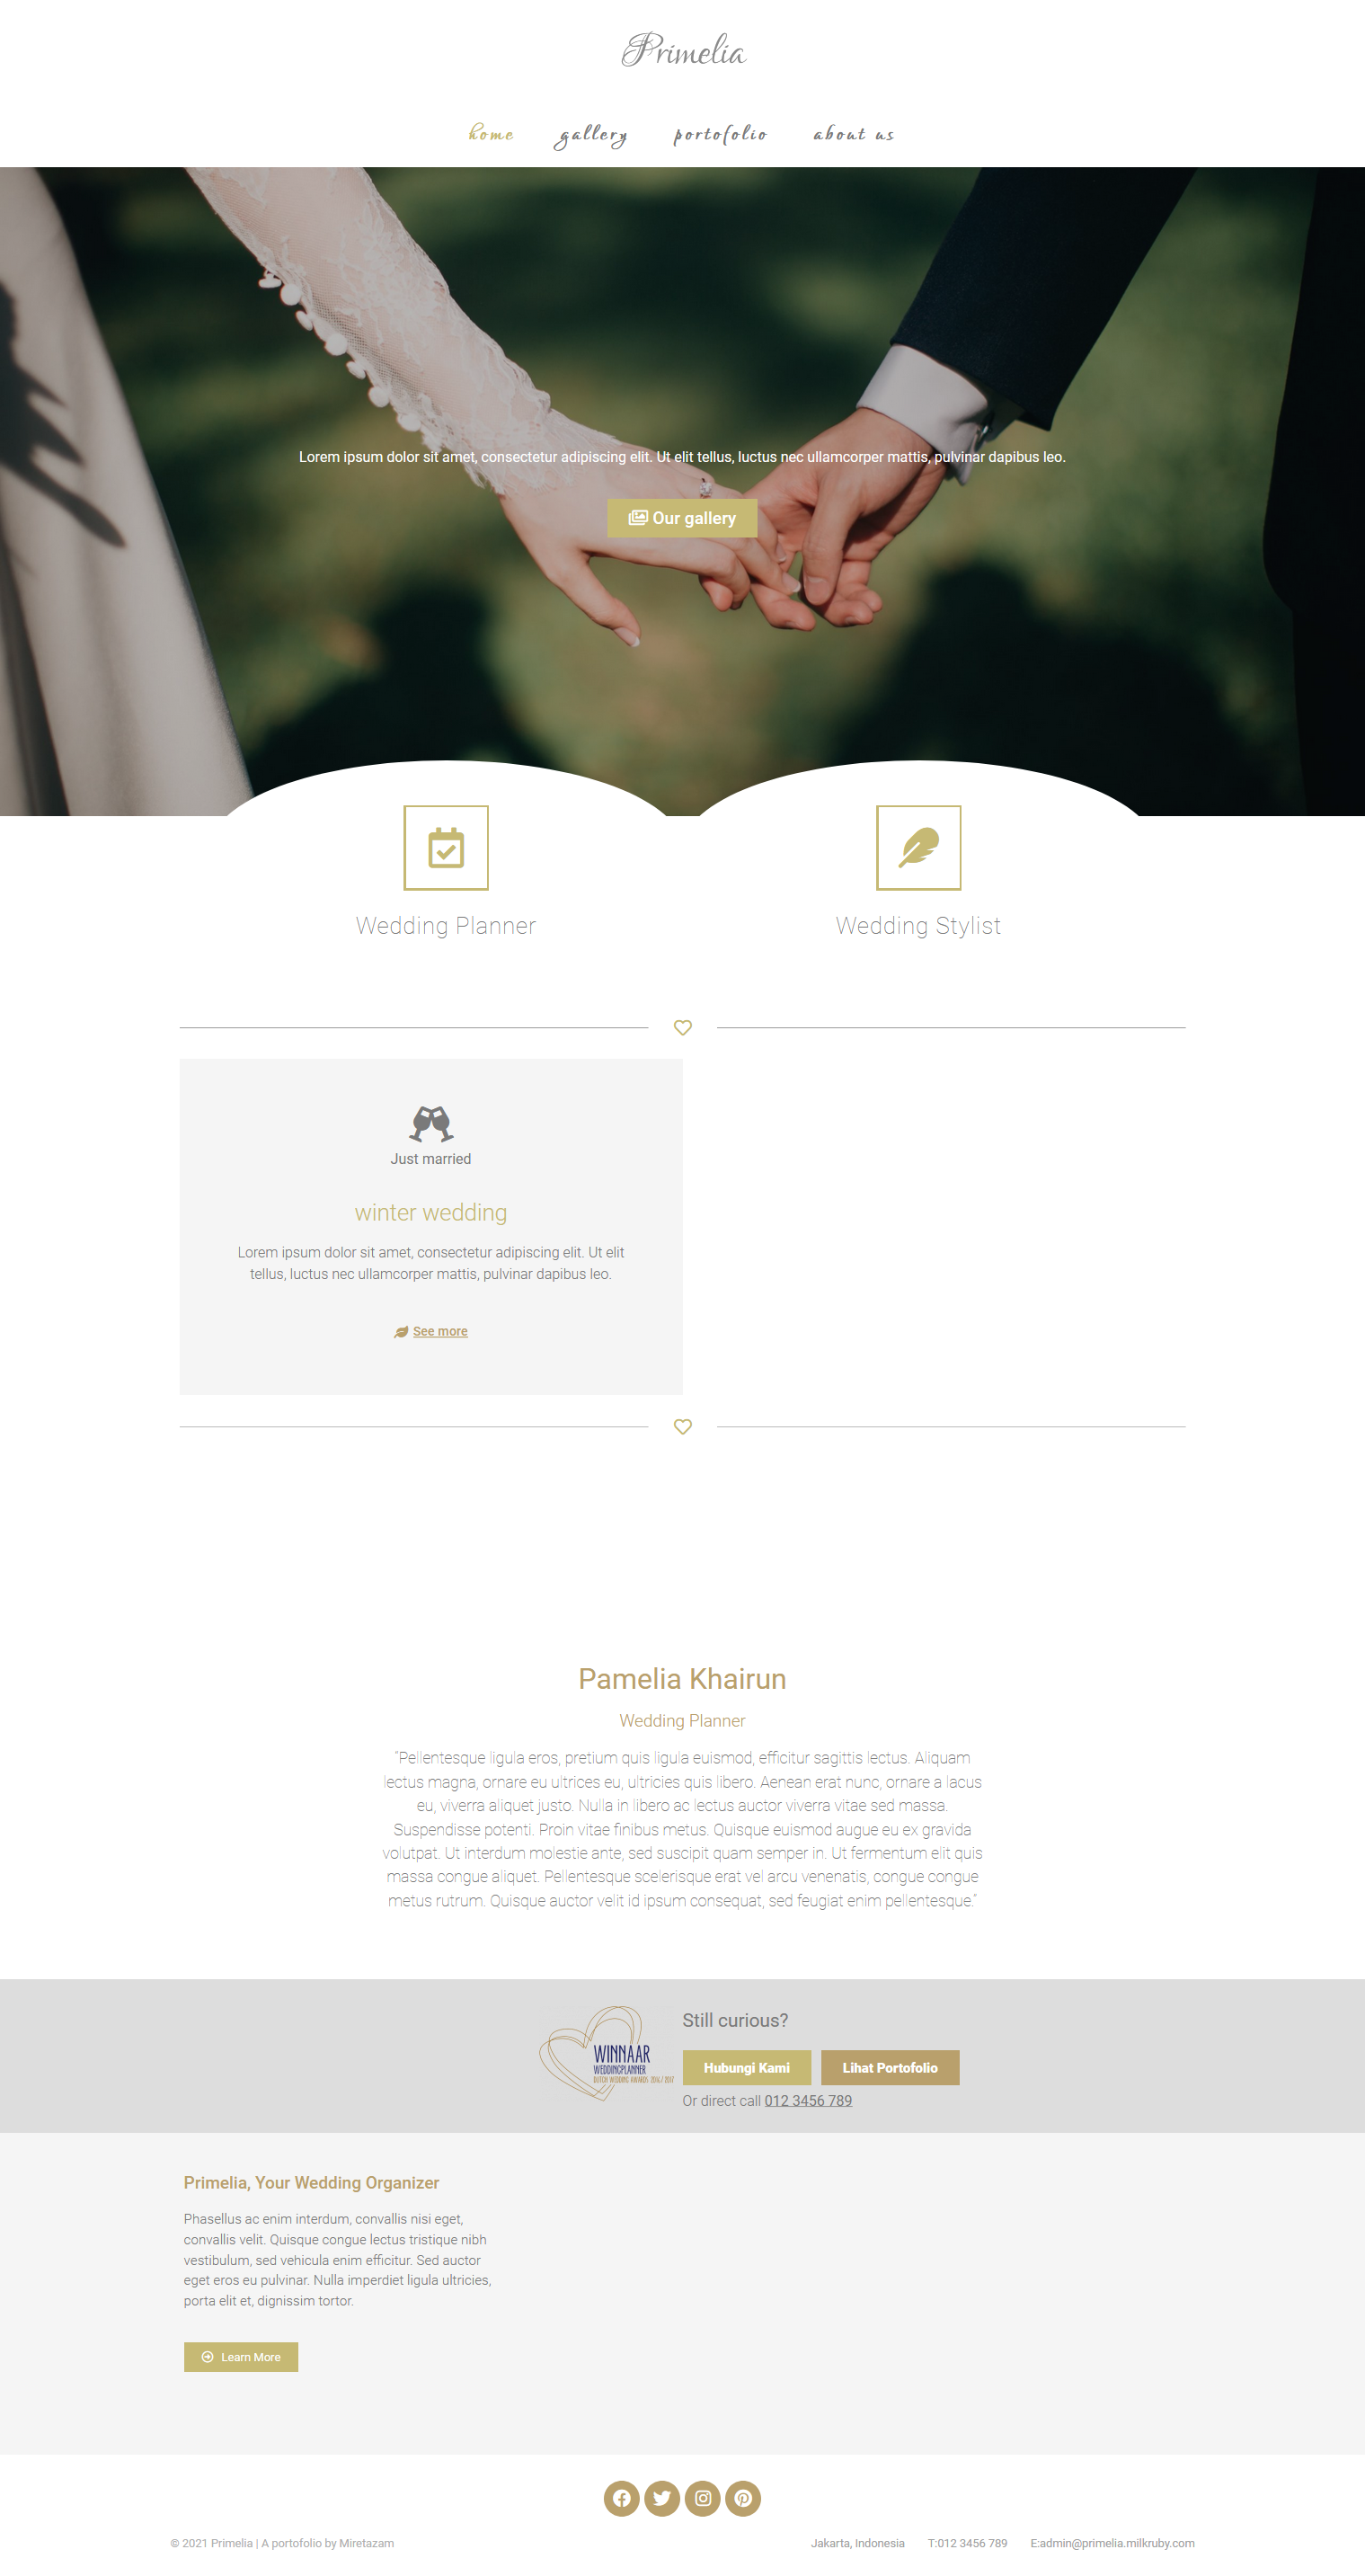 Primelia
home gallery portofolio about us
Lorem ipsum dolor sit amet, consectetur adipiscing elit. Ut elit tellus, luctus nec ullamcorper mattis, pulvinar dapibus leo.
Our gallery
Wedding Planner
Wedding Stylist
Just married
winter wedding
Lorem ipsum dolor sit amet, consectetur adipiscing elit. Ut elit
tellus, luctus nec ullamcorper mattis, pulvinar dapibus leo.
See more
Pamelia Khairun
Wedding Planner
“Pellentesque ligula eros, pretium quis ligula euismod, efficitur sagittis lectus. Aliquam
lectus magna, ornare eu ultrices eu, ultricies quis libero. Aenean erat nunc, ornare a lacus
eu, viverra aliquet justo. Nulla in libero ac lectus auctor viverra vitae sed massa.
Suspendisse potenti. Proin vitae finibus metus. Quisque euismod augue eu ex gravida
volutpat. Ut interdum molestie ante, sed suscipit quam semper in. Ut fermentum elit quis
massa congue aliquet. Pellentesque scelerisque erat vel arcu venenatis, congue congue
metus rutrum. Quisque auctor velit id ipsum consequat, sed feugiat enim pellentesque.”
WINNAAR
WEDDINGPLANNER
DUTCH WEDDING AWARDS 2016/2017
Still curious?
Hubungi Kami
Lihat Portofolio
Or direct call 012 3456 789
Primelia, Your Wedding Organizer
Phasellus ac enim interdum, convallis nisi eget,
convallis velit. Quisque congue lectus tristique nibh
vestibulum, sed vehicula enim efficitur. Sed auctor
eget eros eu pulvinar. Nulla imperdiet ligula ultricies,
porta elit et, dignissim tortor.
Learn More
© 2021 Primelia | A portofolio by Miretazam
Jakarta, Indonesia T:012 3456 789 E:admin@primelia.milkruby.com